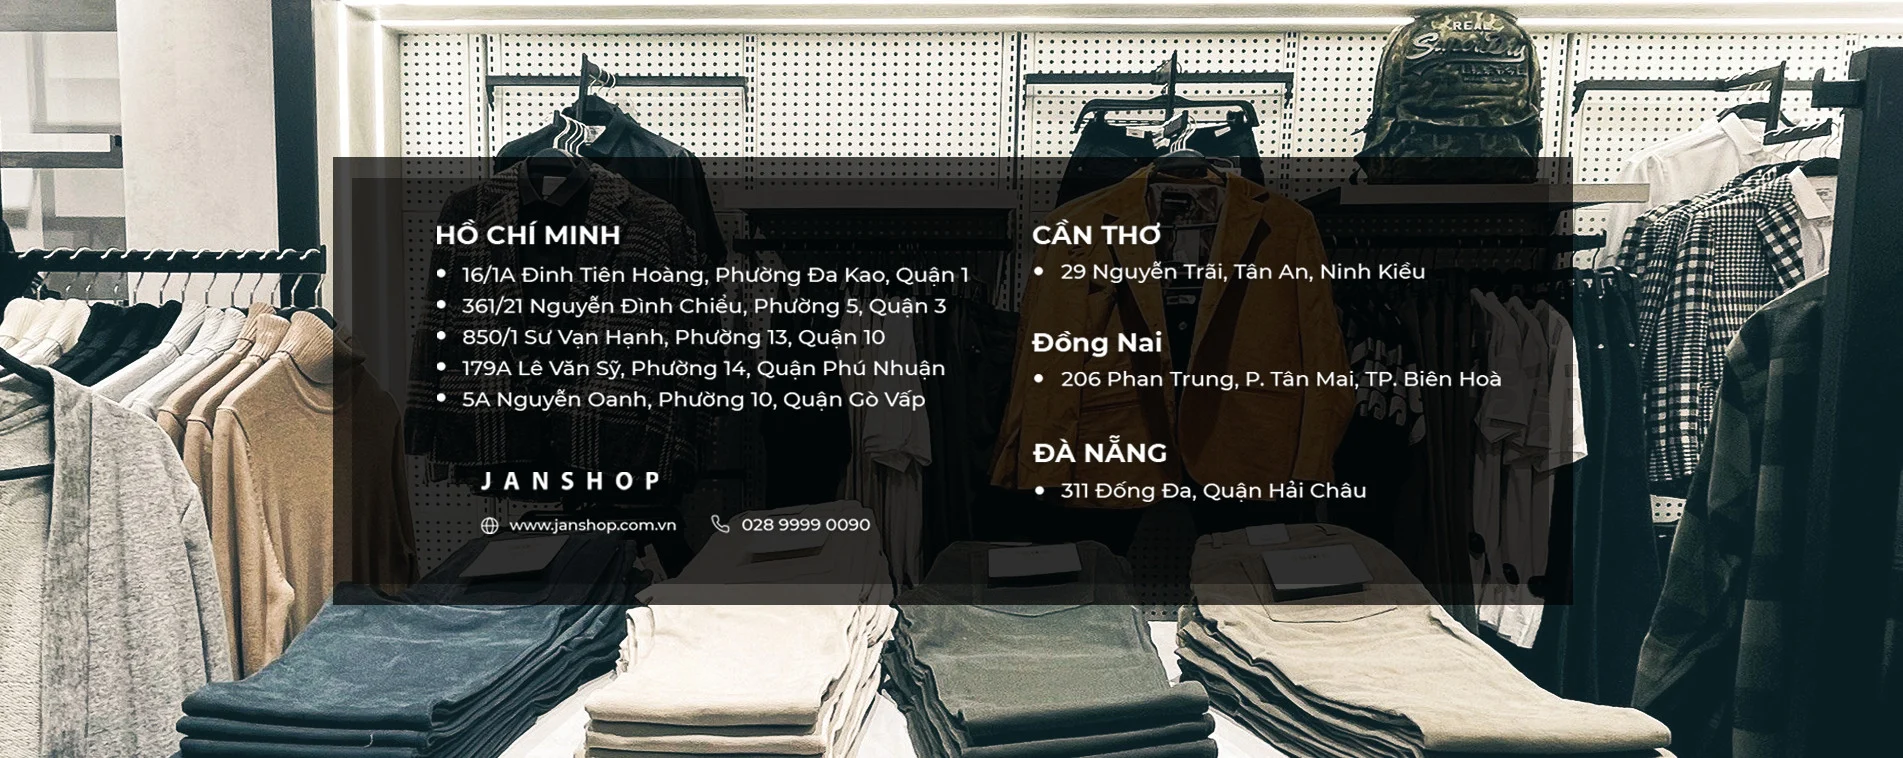 REAL
Superdry
HỒ CHÍ MINH
• 16/1A Đinh Tiên Hoàng, Phường Đa Kao, Quận 1
• 361/21 Nguyễn Đình Chiểu, Phường 5, Quận 3
• 850/1 Sư Vạn Hạnh, Phường 13, Quận 10
• 179A Lê Văn Sỹ, Phường 14, Quận Phú Nhuận
• 5A Nguyễn Oanh, Phường 10, Quận Gò Vấp
JANSHOP
www.janshop.com.vn 028 9999 0090
CẦN THƠ
• 29 Nguyễn Trãi, Tân An, Ninh Kiều
Đồng Nai
• 206 Phan Trung, P. Tân Mai, TP. Biên Hoà
ĐÀ NẴNG
• 311 Đống Đa, Quận Hải Châu